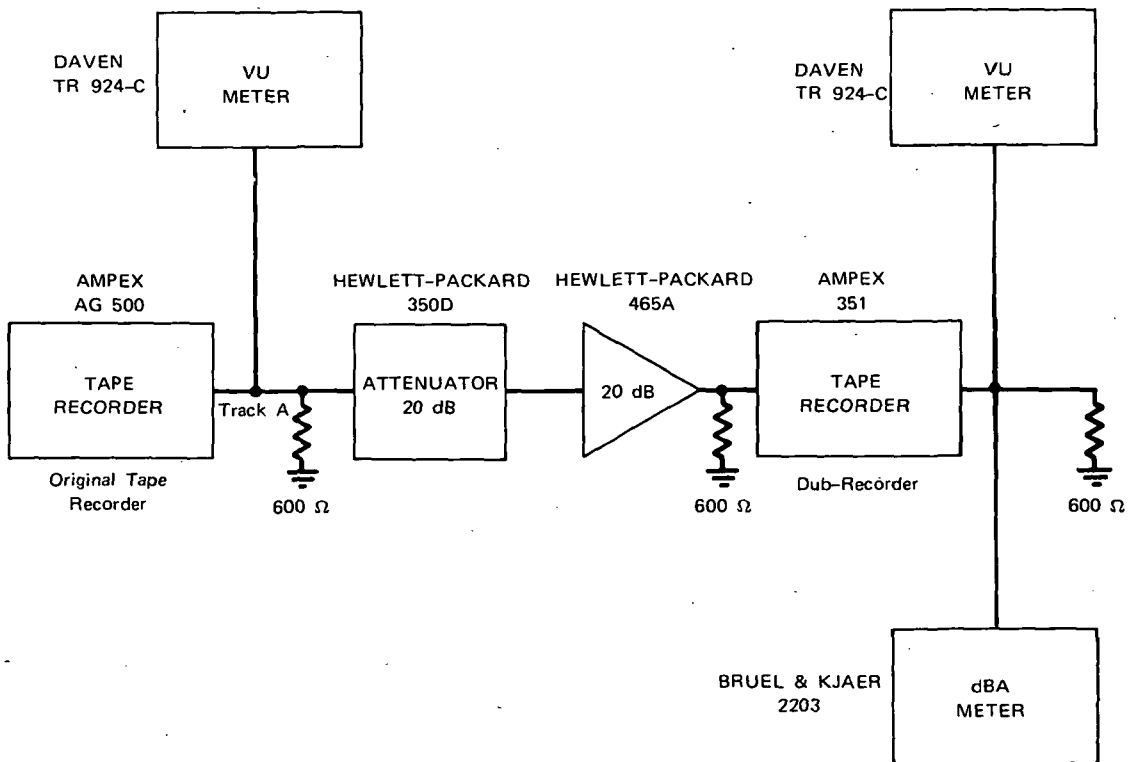 DAVEN
TR 924-C
VU
METER
DAVEN
TR 924-C
VU
METER
AMPEX
AG 500
HEWLETT-PACKARD
350D
HEWLETT-PACKARD
465A
AMPEX
351
TAPE
RECORDER
Track A
ATTENUATOR
20 dB
20 dB
TAPE
RECORDER
Original Tape
Recorder
600 Ω
600 Ω
Dub-Recorder
600 Ω
BRUEL & KJAER
2203
dBA
METER